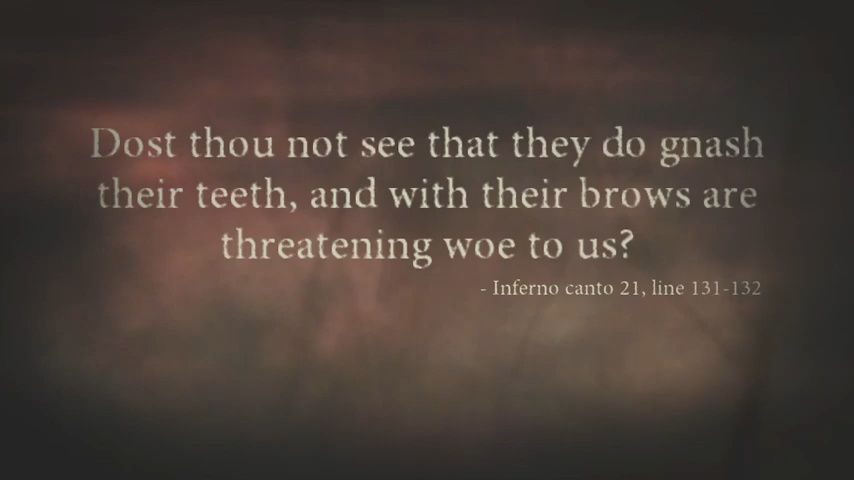 Dost thou not see that they do gnash
their teeth, and with their brows are
threatening woe to us?
- Inferno canto 21, line 131-132